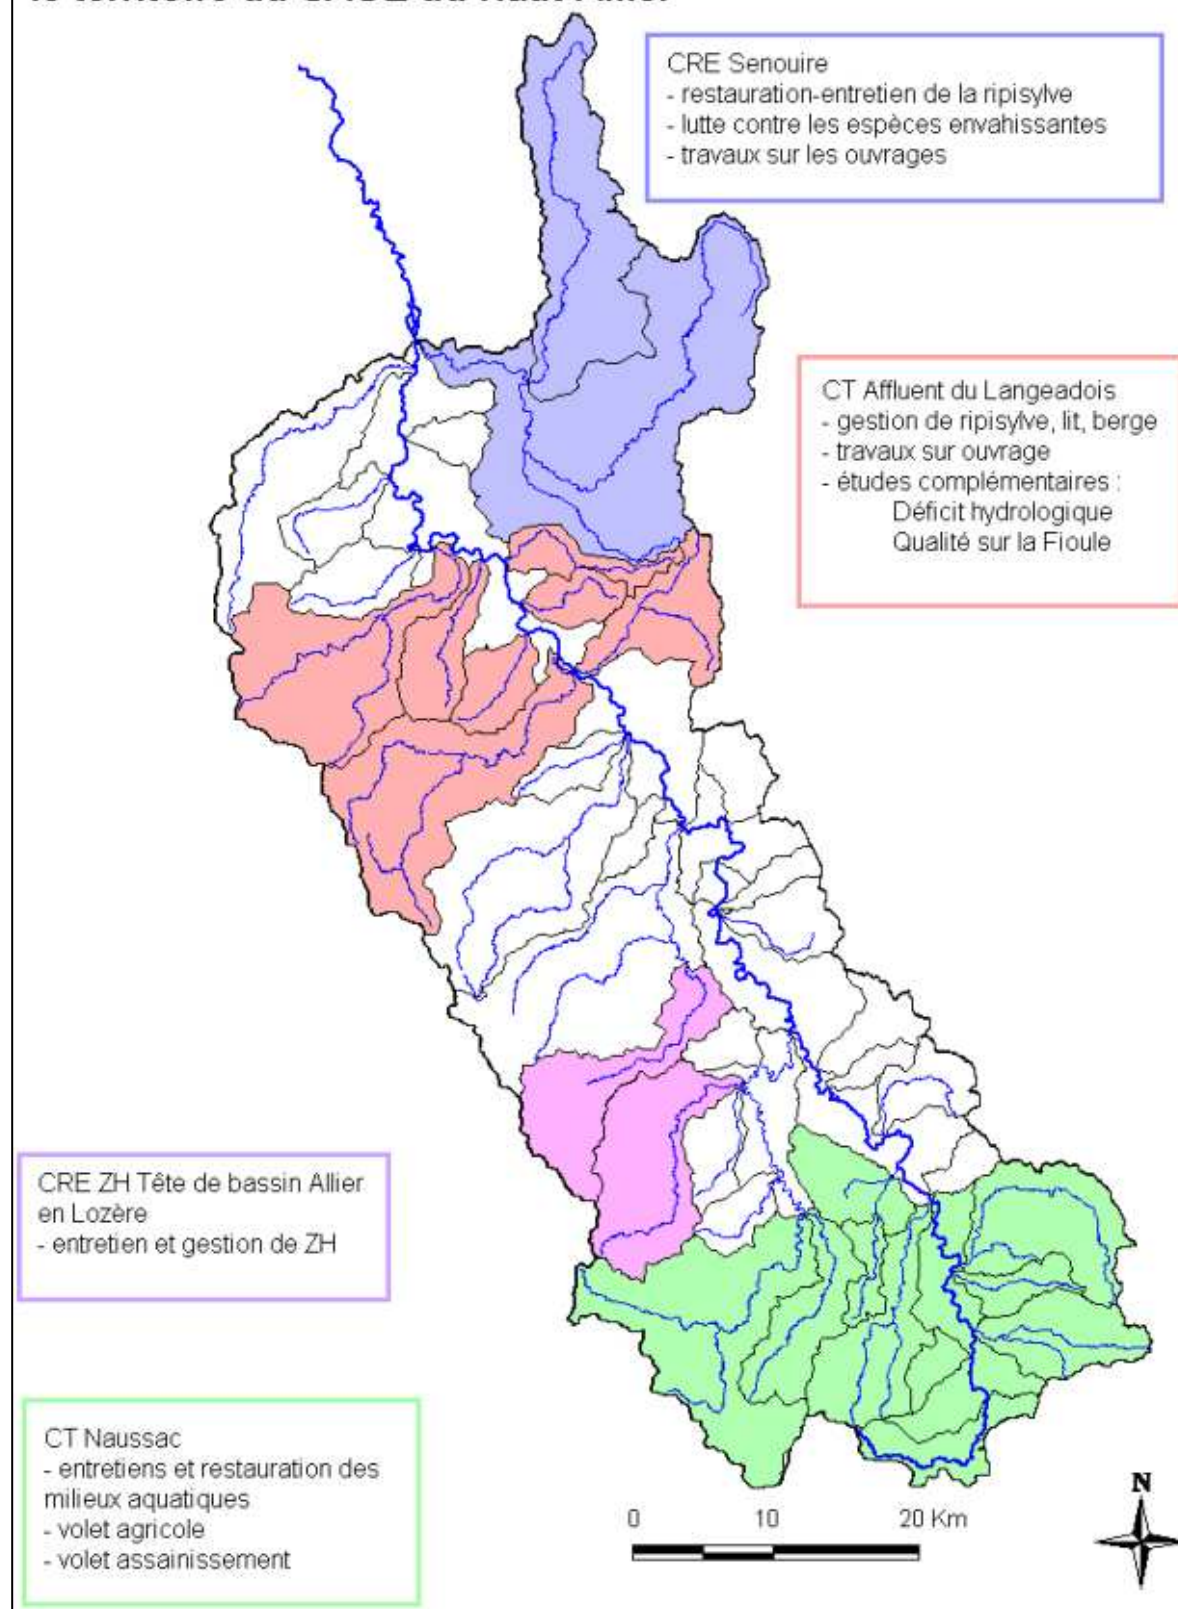 CRE Senouire
- restauration-entretien de la ripisylve
- lutte contre les espèces envahissantes
- travaux sur les ouvrages
CT Affluent du Langeadois
- gestion de ripisylve, lit, berge
- travaux sur ouvrage
- études complémentaires :
Déficit hydrologique
Qualité sur la Fioule
CRE ZH Tête de bassin Allier
en Lozère
- entretien et gestion de ZH
CT Naussac
- entretiens et restauration des
milieux aquatiques
- volet agricole
- volet assainissement
0 10 20 Km
N